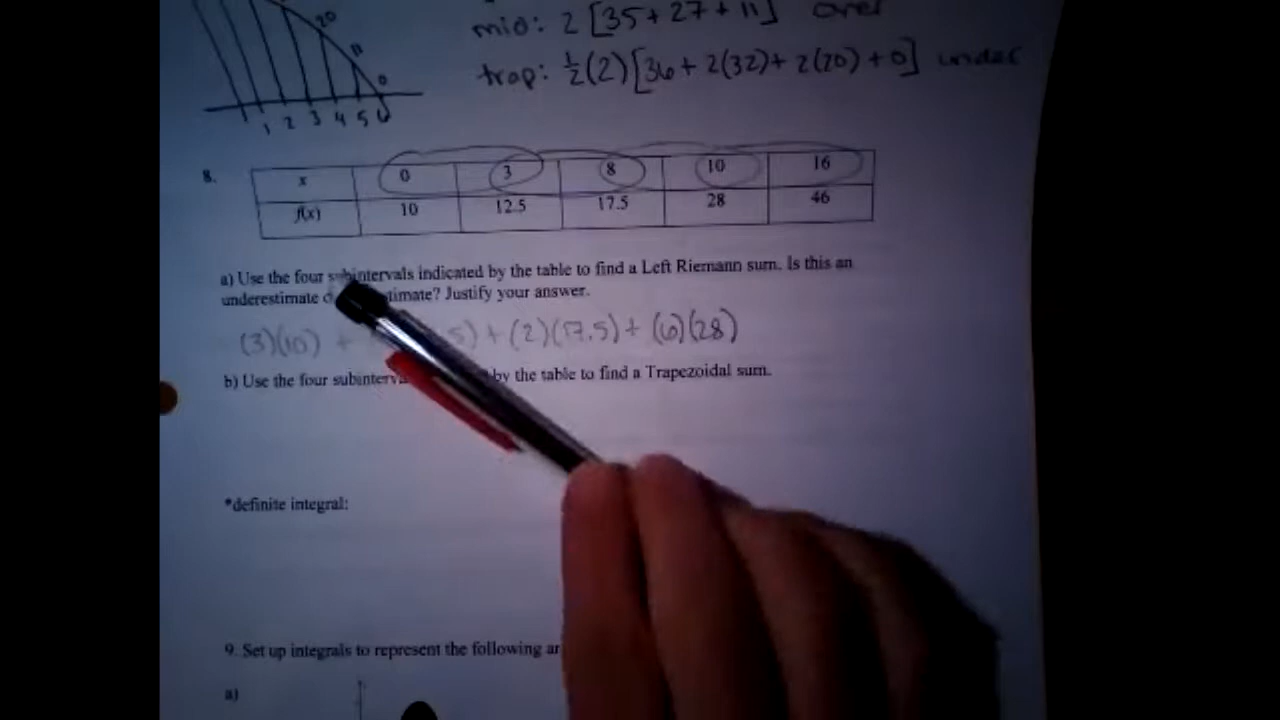 20
11
0
1 2 3 4 5 6
mid: 2 [35 + 27 + 11] over
trap: ½(2)[36 + 2(32) + 2(20) + 0] under
8.
x 0 3 8 10 16
f(x) 10 12.5 17.5 28 46
a) Use the four subintervals indicated by the table to find a Left Riemann sum. Is this an
underestimate timate? Justify your answer.
(3)(10) + 5) + (2)(17.5) + (6)(28)
b) Use the four by the table to find a Trapezoidal sum.
*definite integral:
9. Set up integrals to represent the following
a)